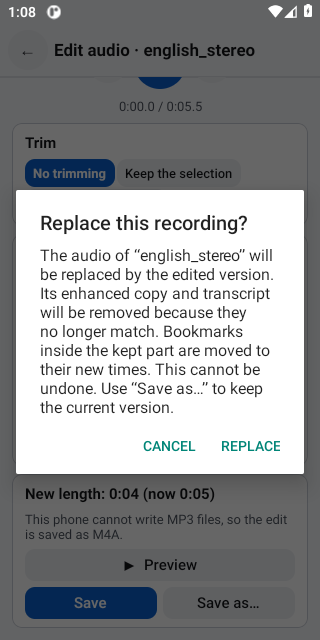 1:08
← Edit audio · english_stereo
0:00.0 / 0:05.5
Trim
No trimming Keep the selection
Replace this recording?
The audio of “english_stereo” will
be replaced by the edited version.
Its enhanced copy and transcript
will be removed because they
no longer match. Bookmarks
inside the kept part are moved to
their new times. This cannot be
undone. Use “Save as…” to keep
the current version.
CANCEL REPLACE
New length: 0:04 (now 0:05)
This phone cannot write MP3 files, so the edit
is saved as M4A.
▶ Preview
Save Save as…